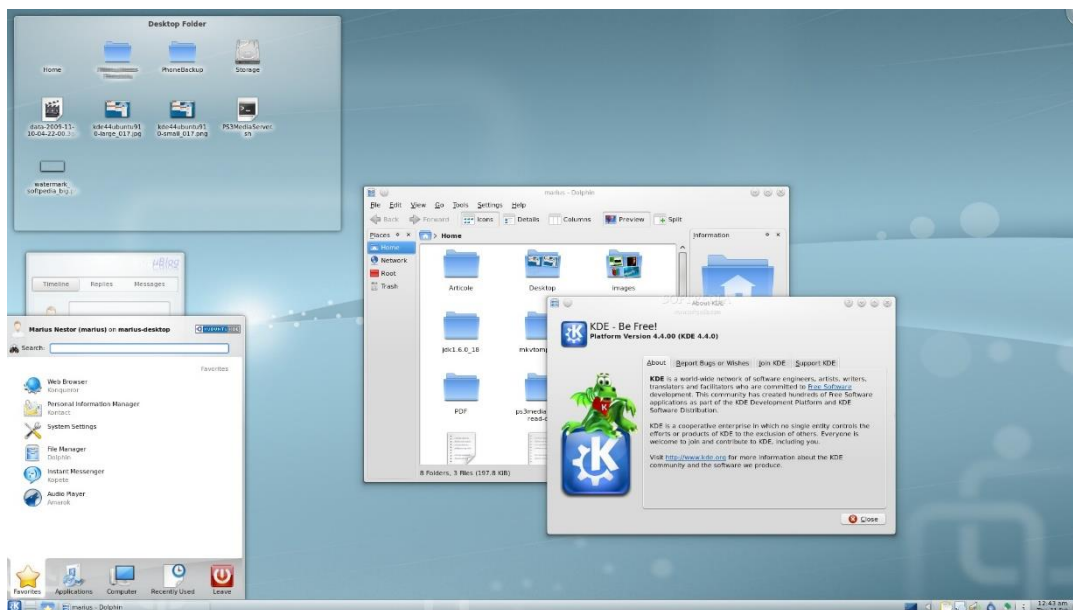 Desktop Folder
Home
PhoneBackup
Storage
data-2009-11-
10-04-22-00.
kde44ubuntu91
0-large_017.jpg
kde44ubuntu91
0-small_017.png
PS3MediaServer.
sh
watermark_
softpedia_big.
µBlog
Timeline Replies Messages
Marius Nestor (marius) on marius-desktop
Search:
Favorites
Web Browser
Konqueror
Personal Information Manager
Kontact
System Settings
File Manager
Dolphin
Instant Messenger
Kopete
Audio Player
Amarok
Favorites Applications Computer Recently Used Leave
marius - Dolphin
File Edit View Go Tools Settings Help
Back Forward Icons Details Columns Preview Split
Places
Home
Network
Root
Trash
> Home
Information
Articole Desktop images
jdk1.6.0_18
PDF
8 Folders, 3 Files (197.8 KiB)
About KDE
KDE - Be Free!
Platform Version 4.4.00 (KDE 4.4.0)
About Report Bugs or Wishes Join KDE Support KDE
KDE is a world-wide network of software engineers, artists, writers,
translators and facilitators who are committed to Free Software
development. This community has created hundreds of Free Software
applications as part of the KDE Development Platform and KDE
Software Distribution.
KDE is a cooperative enterprise in which no single entity controls the
efforts or products of KDE to the exclusion of others. Everyone is
welcome to join and contribute to KDE, including you.
Visit http://www.kde.org for more information about the KDE
community and the software we produce.
Close
marius - Dolphin
12:43 am